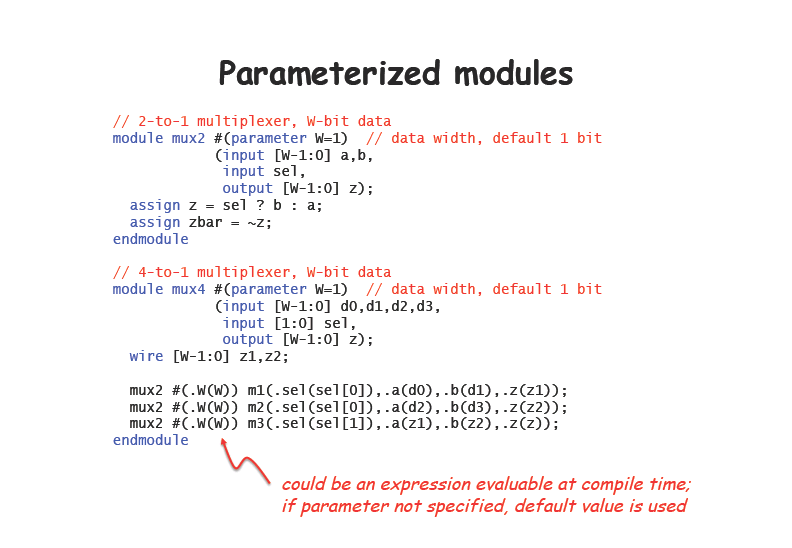 Parameterized modules
// 2-to-1 multiplexer, W-bit data
module mux2 #(parameter W=1)  // data width, default 1 bit
            (input [W-1:0] a,b,
             input sel,
             output [W-1:0] z);
  assign z = sel ? b : a;
  assign zbar = ~z;
endmodule
// 4-to-1 multiplexer, W-bit data
module mux4 #(parameter W=1)  // data width, default 1 bit
            (input [W-1:0] d0,d1,d2,d3,
             input [1:0] sel,
             output [W-1:0] z);
  wire [W-1:0] z1,z2;
  mux2 #(.W(W)) m1(.sel(sel[0]),.a(d0),.b(d1),.z(z1));
  mux2 #(.W(W)) m2(.sel(sel[0]),.a(d2),.b(d3),.z(z2));
  mux2 #(.W(W)) m3(.sel(sel[1]),.a(z1),.b(z2),.z(z));
endmodule
could be an expression evaluable at compile time;
if parameter not specified, default value is used